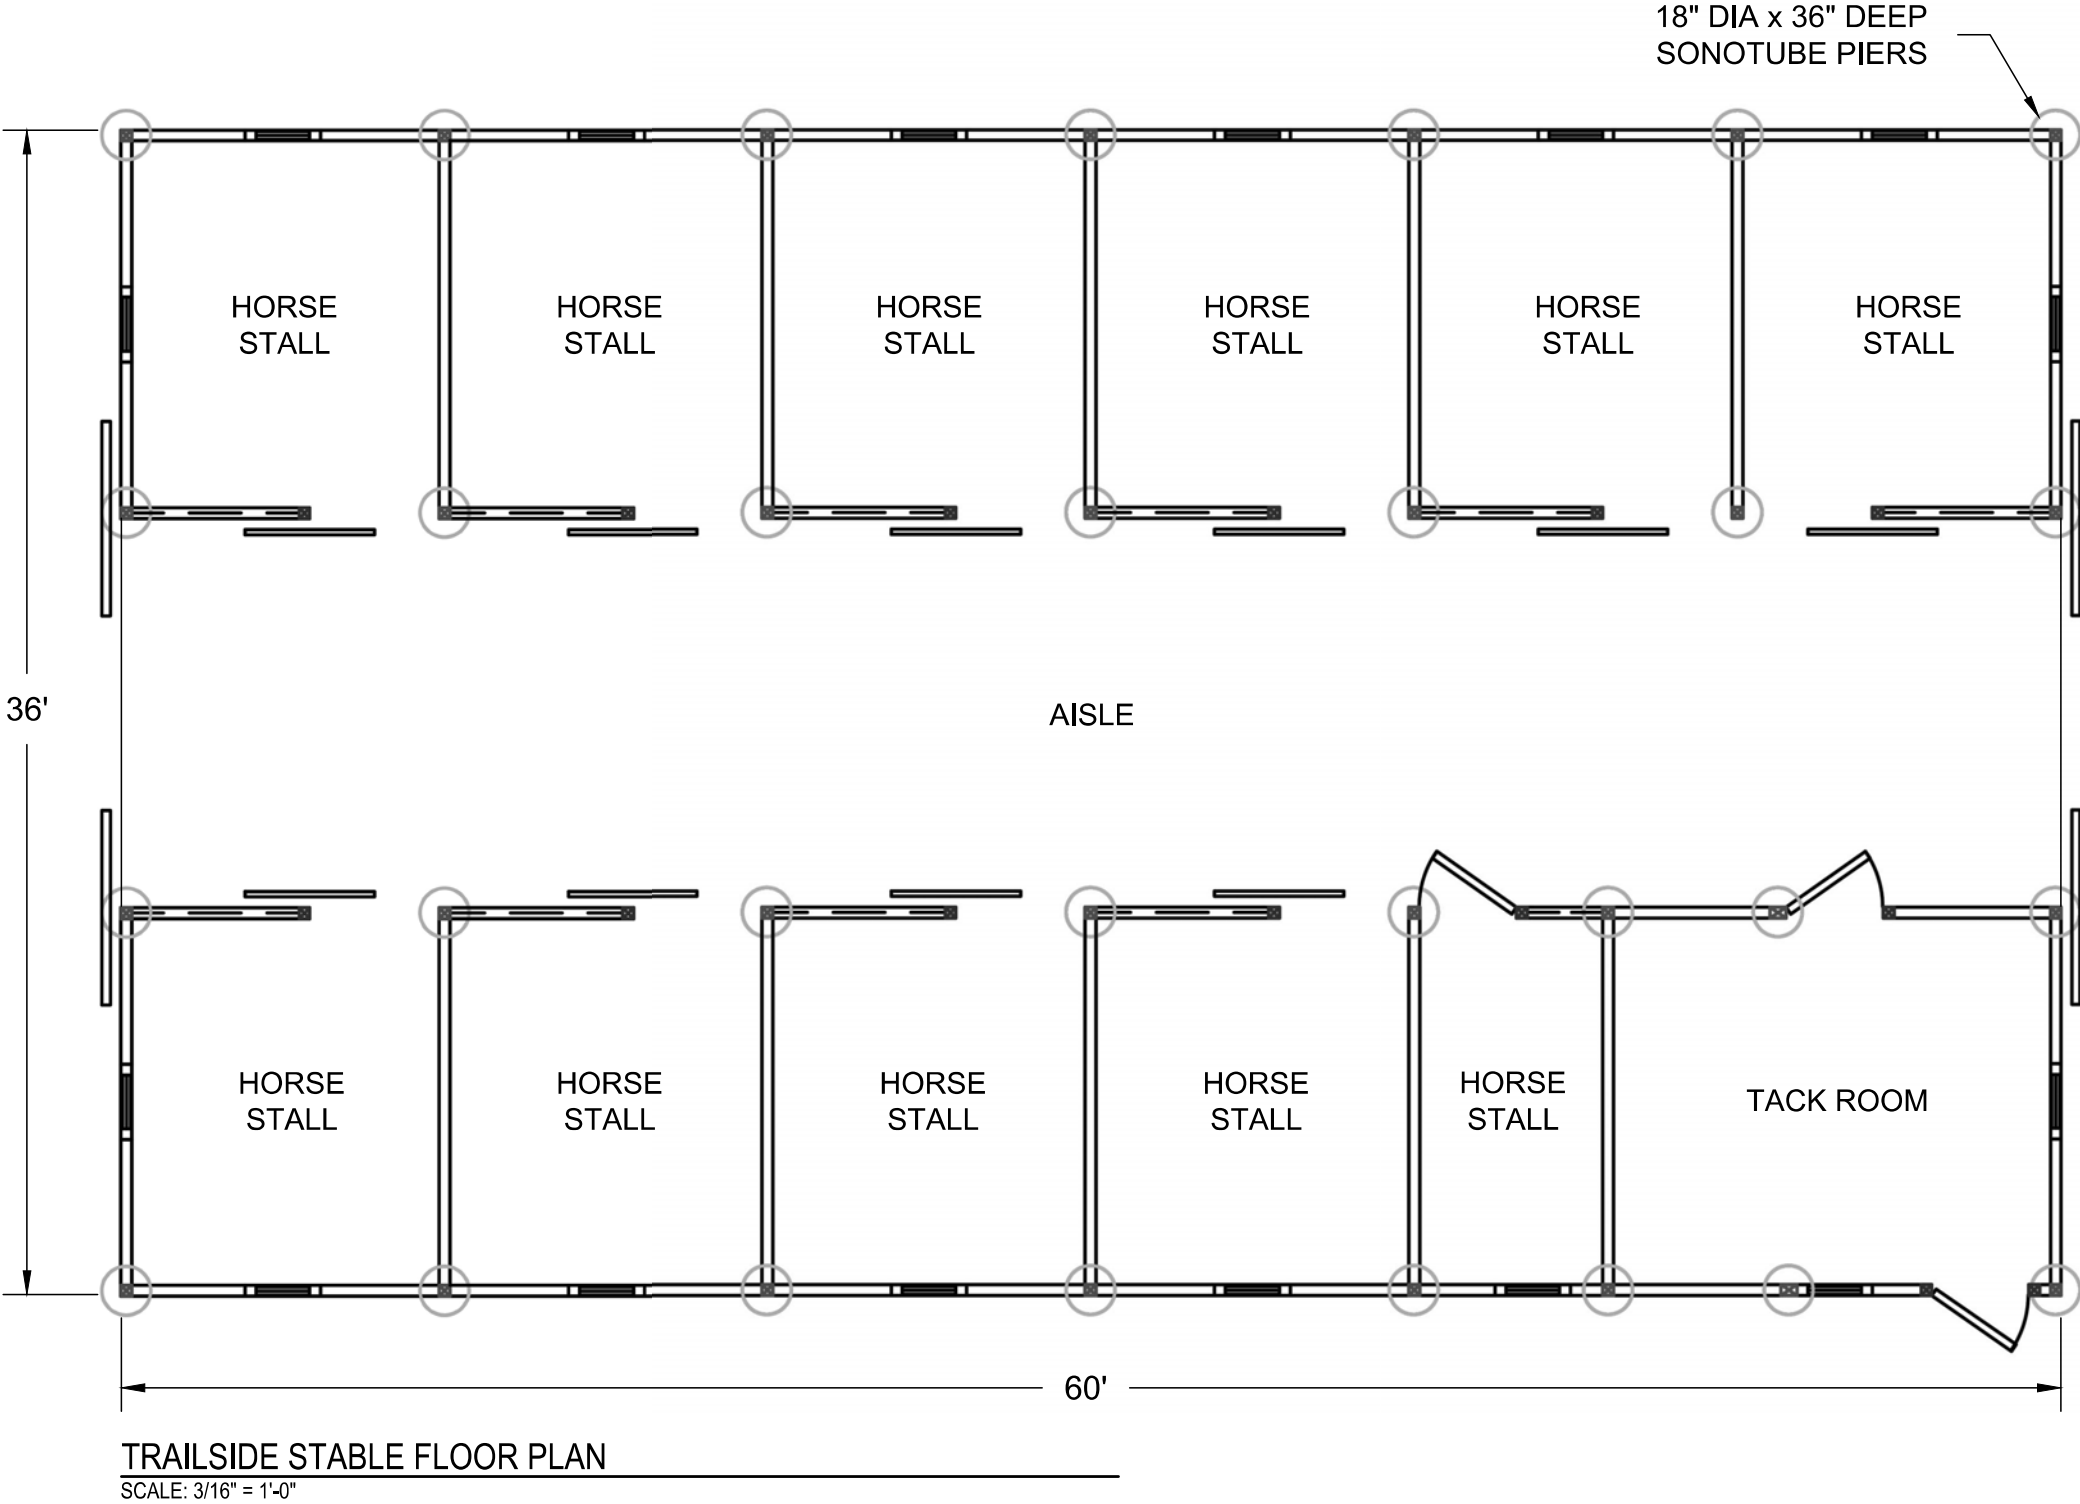 18" DIA x 36" DEEP
SONOTUBE PIERS
HORSE
STALL
HORSE
STALL
HORSE
STALL
HORSE
STALL
HORSE
STALL
HORSE
STALL
36'
AISLE
HORSE
STALL
HORSE
STALL
HORSE
STALL
HORSE
STALL
HORSE
STALL
TACK ROOM
60'
TRAILSIDE STABLE FLOOR PLAN
SCALE: 3/16" = 1'-0"